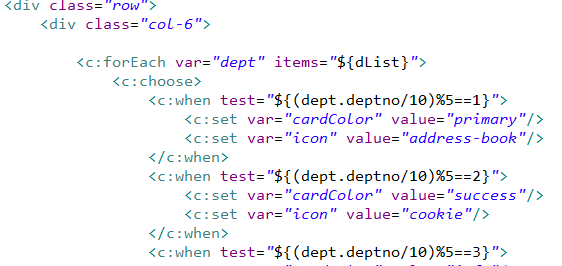 <div class="row">
<div class="col-6">
<c:forEach var="dept" items="${dList}">
<c:choose>
<c:when test="${(dept.deptno/10)%5==1}">
<c:set var="cardColor" value="primary"/>
<c:set var="icon" value="address-book"/>
</c:when>
<c:when test="${(dept.deptno/10)%5==2}">
<c:set var="cardColor" value="success"/>
<c:set var="icon" value="cookie"/>
</c:when>
<c:when test="${(dept.deptno/10)%5==3}">